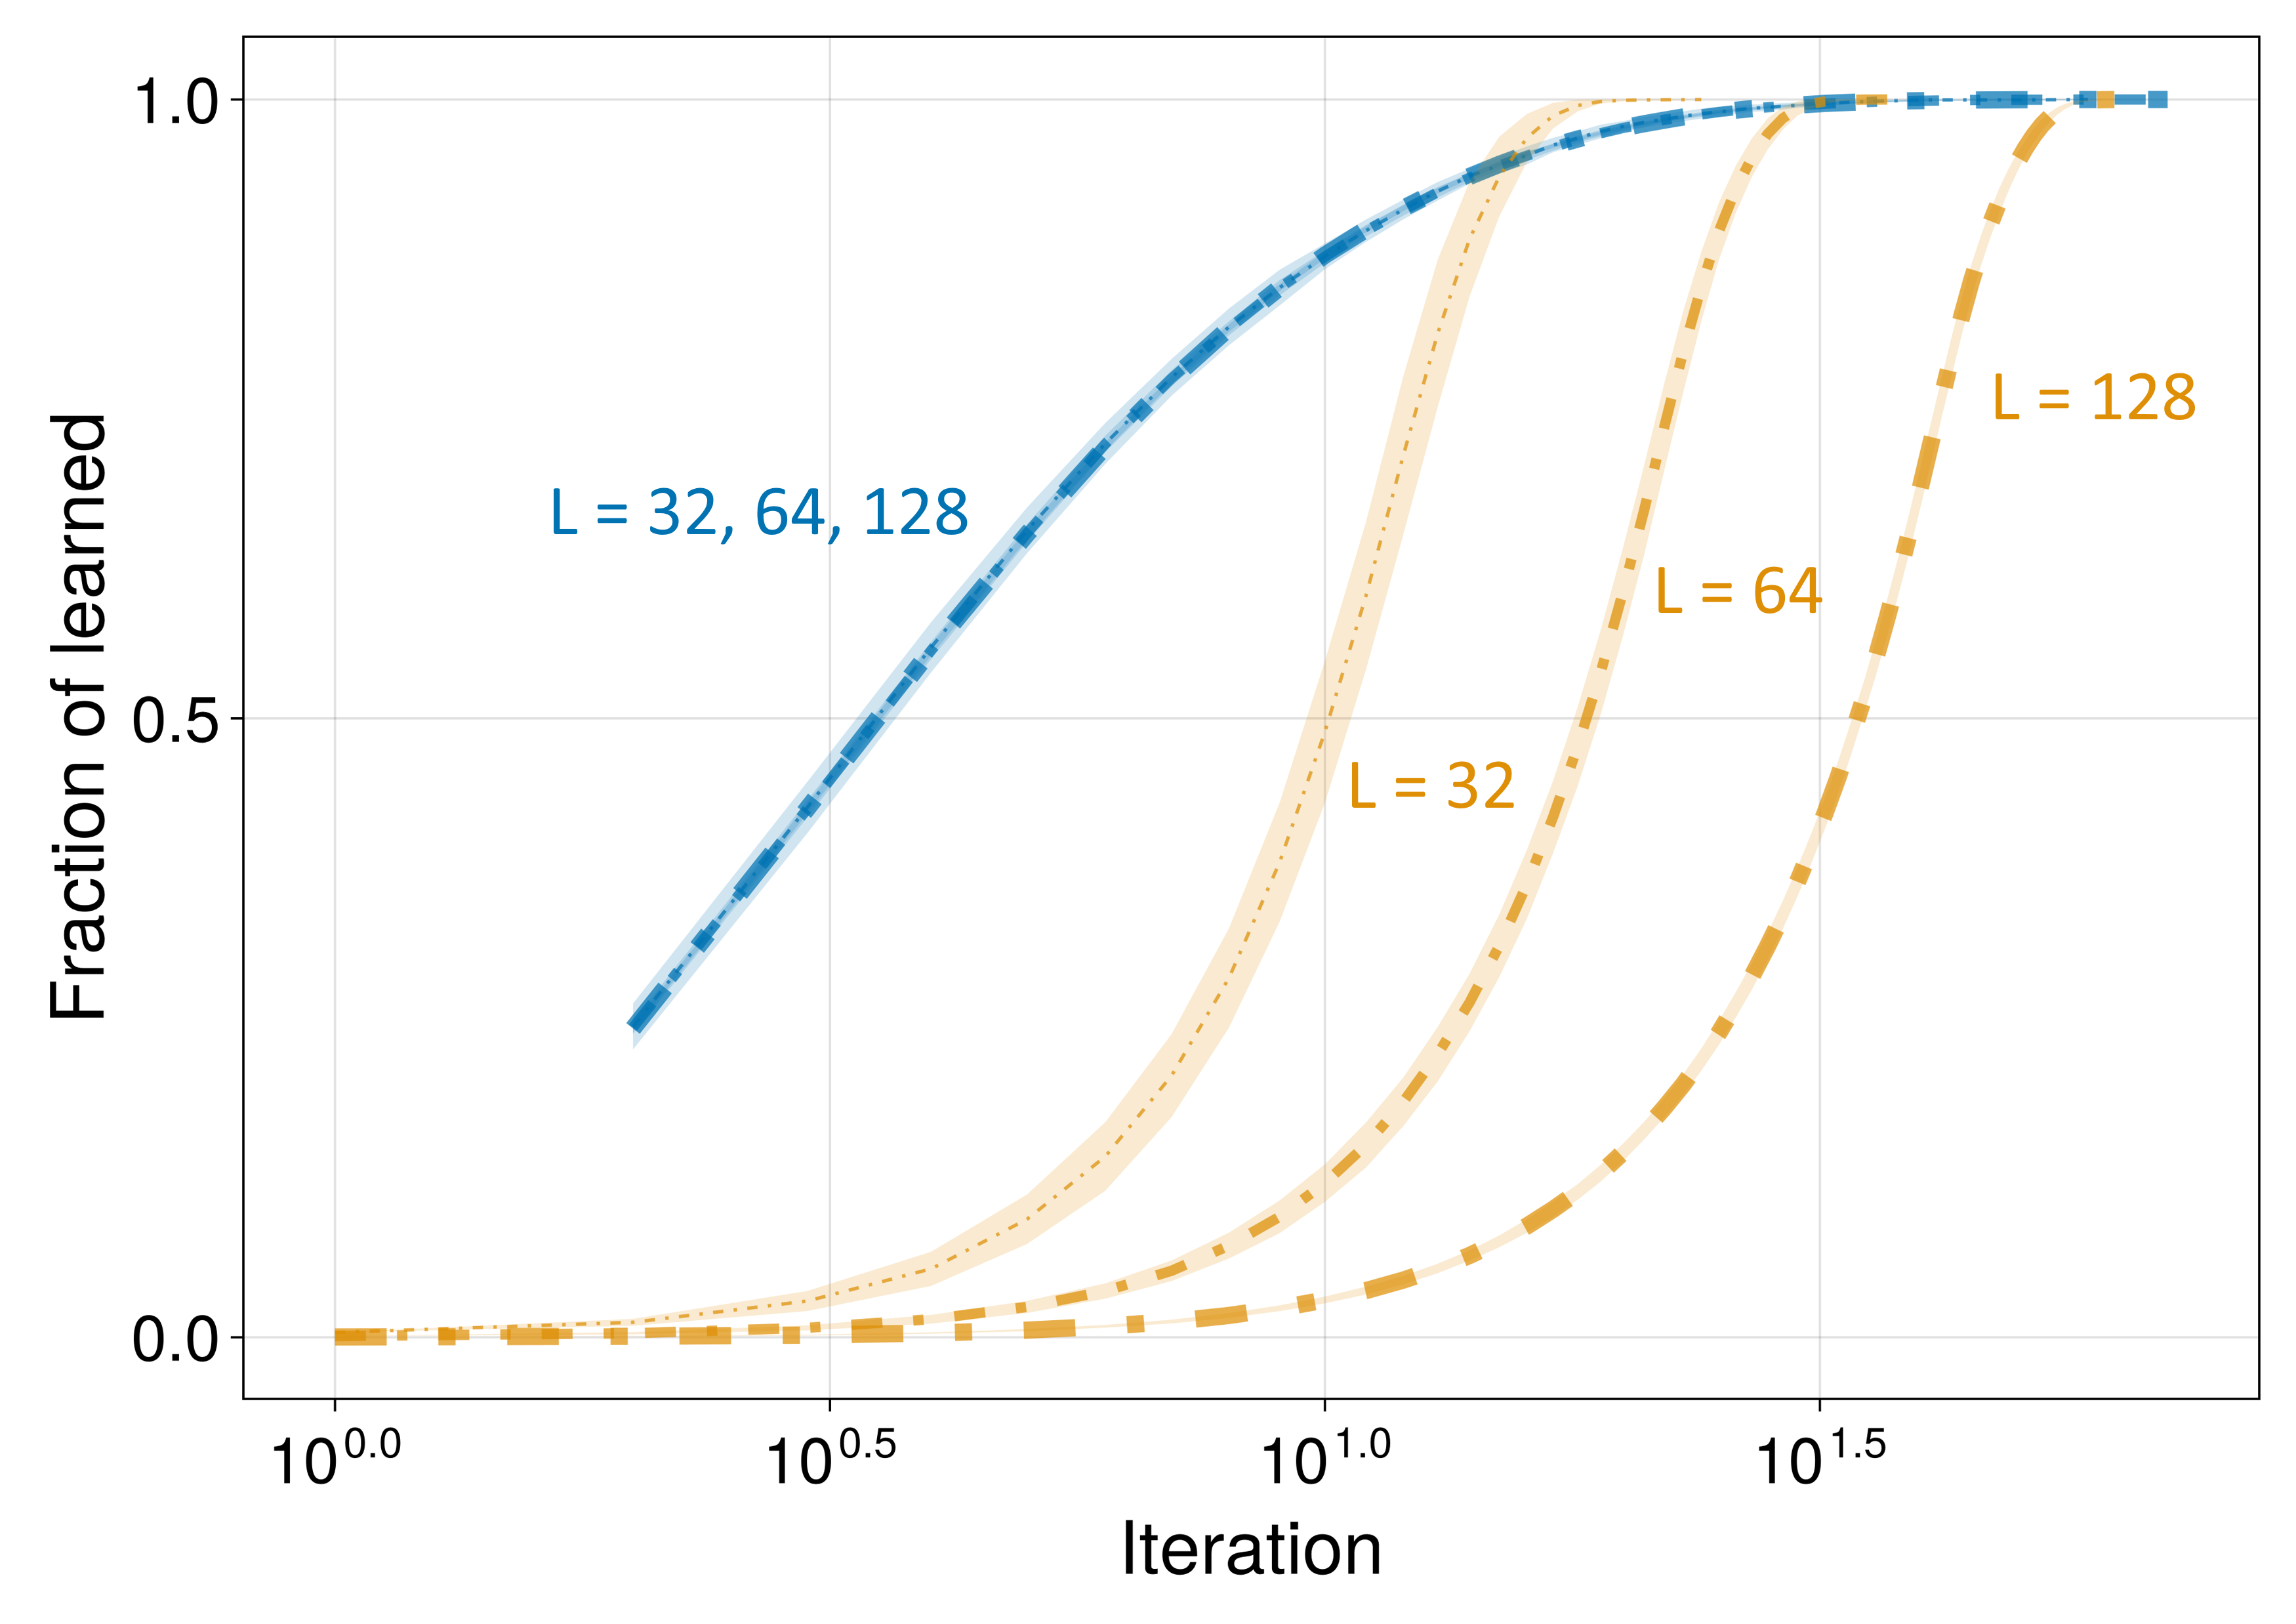 Fraction of learned
1.0
0.5
0.0
L = 32, 64, 128
L = 128
L = 64
L = 32
10^0.0
10^0.5
10^1.0
10^1.5
Iteration